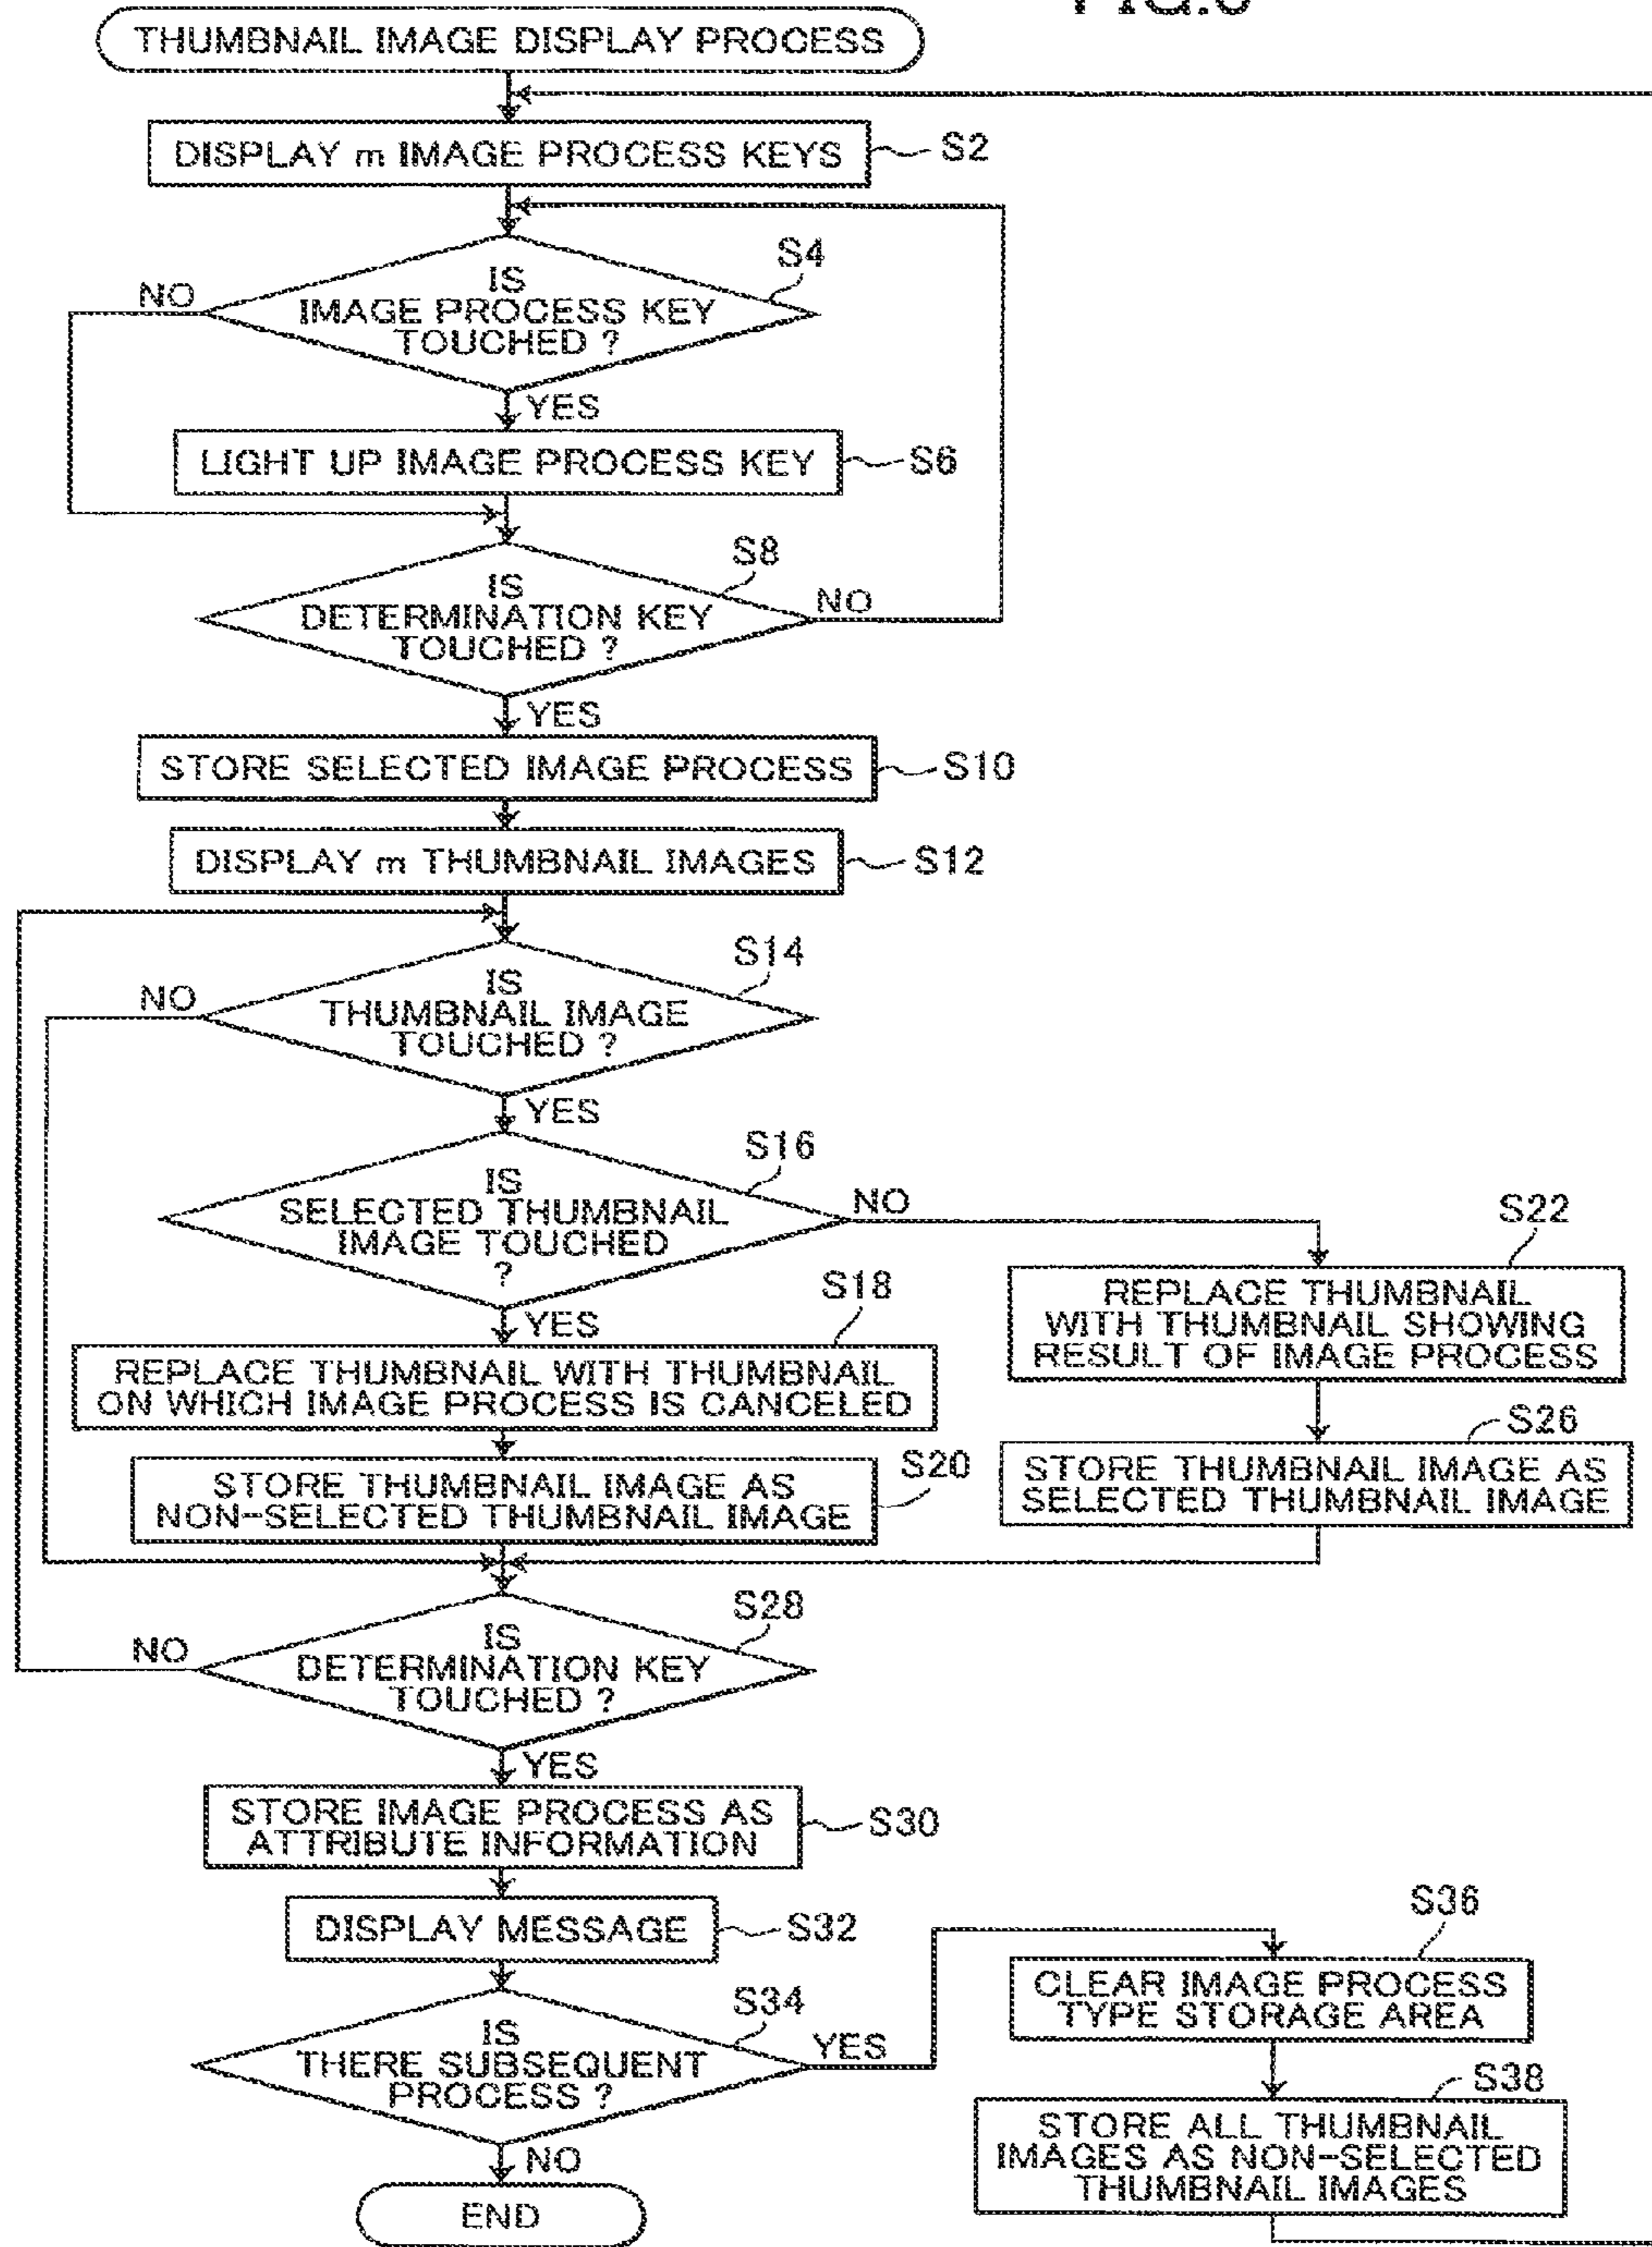 THUMBNAIL IMAGE DISPLAY PROCESS
DISPLAY m IMAGE PROCESS KEYS
S2
S4
IS
IMAGE PROCESS KEY
TOUCHED ?
NO
YES
LIGHT UP IMAGE PROCESS KEY
S6
S8
IS
DETERMINATION KEY
TOUCHED ?
NO
YES
STORE SELECTED IMAGE PROCESS
S10
DISPLAY m THUMBNAIL IMAGES
S12
S14
IS
THUMBNAIL IMAGE
TOUCHED ?
NO
YES
S16
IS
SELECTED THUMBNAIL
IMAGE TOUCHED
?
NO
YES
S18
REPLACE THUMBNAIL WITH THUMBNAIL
ON WHICH IMAGE PROCESS IS CANCELED
S20
STORE THUMBNAIL IMAGE AS
NON-SELECTED THUMBNAIL IMAGE
S22
REPLACE THUMBNAIL
WITH THUMBNAIL SHOWING
RESULT OF IMAGE PROCESS
S26
STORE THUMBNAIL IMAGE AS
SELECTED THUMBNAIL IMAGE
S28
IS
DETERMINATION KEY
TOUCHED ?
NO
YES
STORE IMAGE PROCESS AS
ATTRIBUTE INFORMATION
S30
DISPLAY MESSAGE
S32
S34
IS
THERE SUBSEQUENT
PROCESS ?
YES
NO
S36
CLEAR IMAGE PROCESS
TYPE STORAGE AREA
S38
STORE ALL THUMBNAIL
IMAGES AS NON-SELECTED
THUMBNAIL IMAGES
END